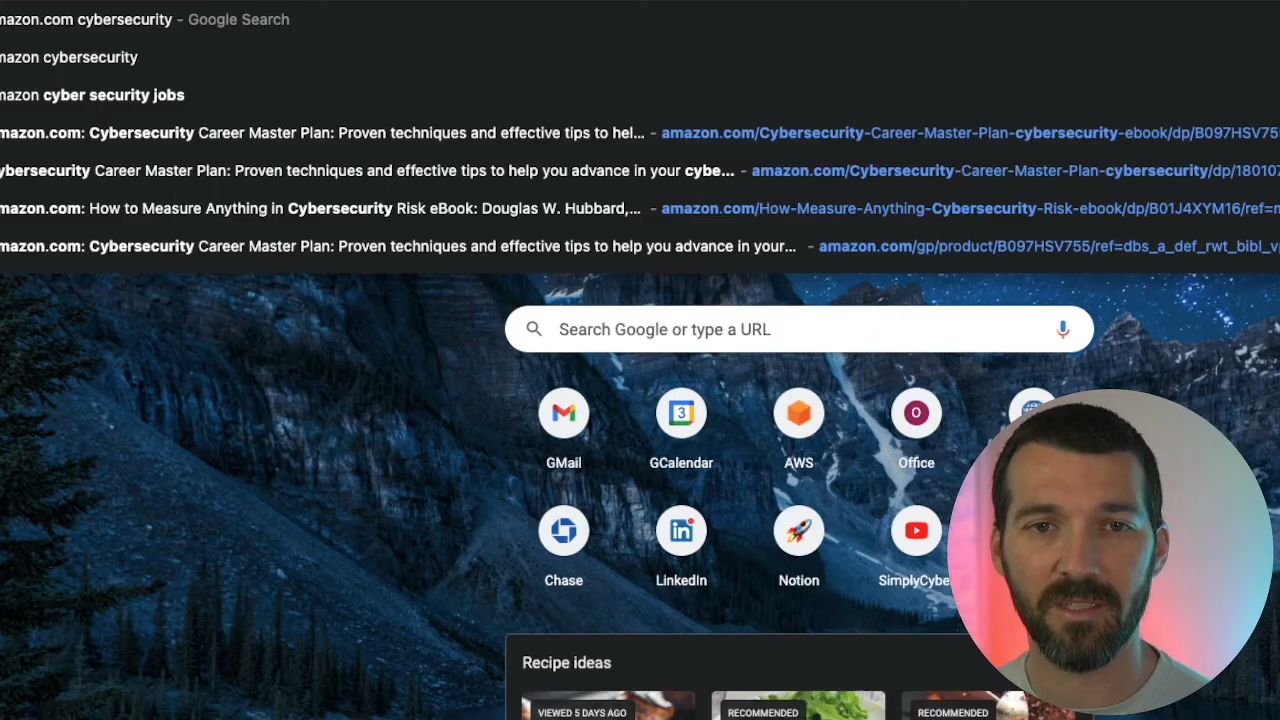 mazon.com cybersecurity - Google Search
mazon cybersecurity
mazon cyber security jobs
mazon.com: Cybersecurity Career Master Plan: Proven techniques and effective tips to hel... - amazon.com/Cybersecurity-Career-Master-Plan-cybersecurity-ebook/dp/B097HSV75
ybersecurity Career Master Plan: Proven techniques and effective tips to help you advance in your cybe... - amazon.com/Cybersecurity-Career-Master-Plan-cybersecurity/dp/18010
mazon.com: How to Measure Anything in Cybersecurity Risk eBook: Douglas W. Hubbard,... - amazon.com/How-Measure-Anything-Cybersecurity-Risk-ebook/dp/B01J4XYM16/ref=
mazon.com: Cybersecurity Career Master Plan: Proven techniques and effective tips to help you advance in your... - amazon.com/gp/product/B097HSV755/ref=dbs_a_def_rwt_bibl_v
Search Google or type a URL
3
O
GMail
GCalendar
AWS
Office
in
Chase
LinkedIn
Notion
SimplyCybe
Recipe ideas
VIEWED 5 DAYS AGO
RECOMMENDED
RECOMMENDED